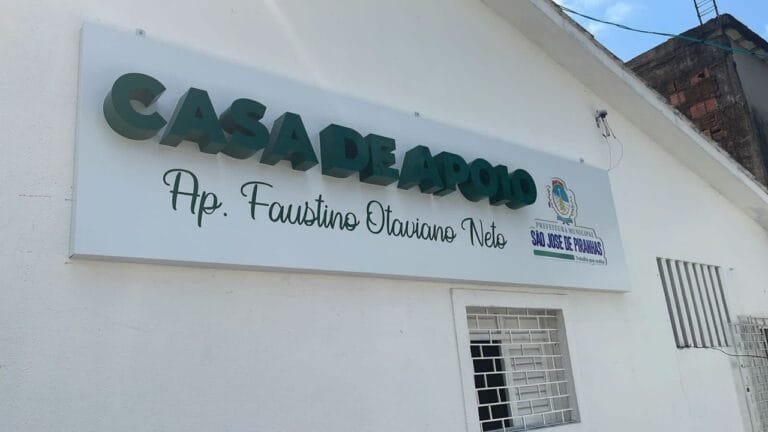 CASA DE APOIO
Ap. Faustino Otaviano Neto
PREFEITURA MUNICIPAL
SÃO JOSÉ DE PIRANHAS